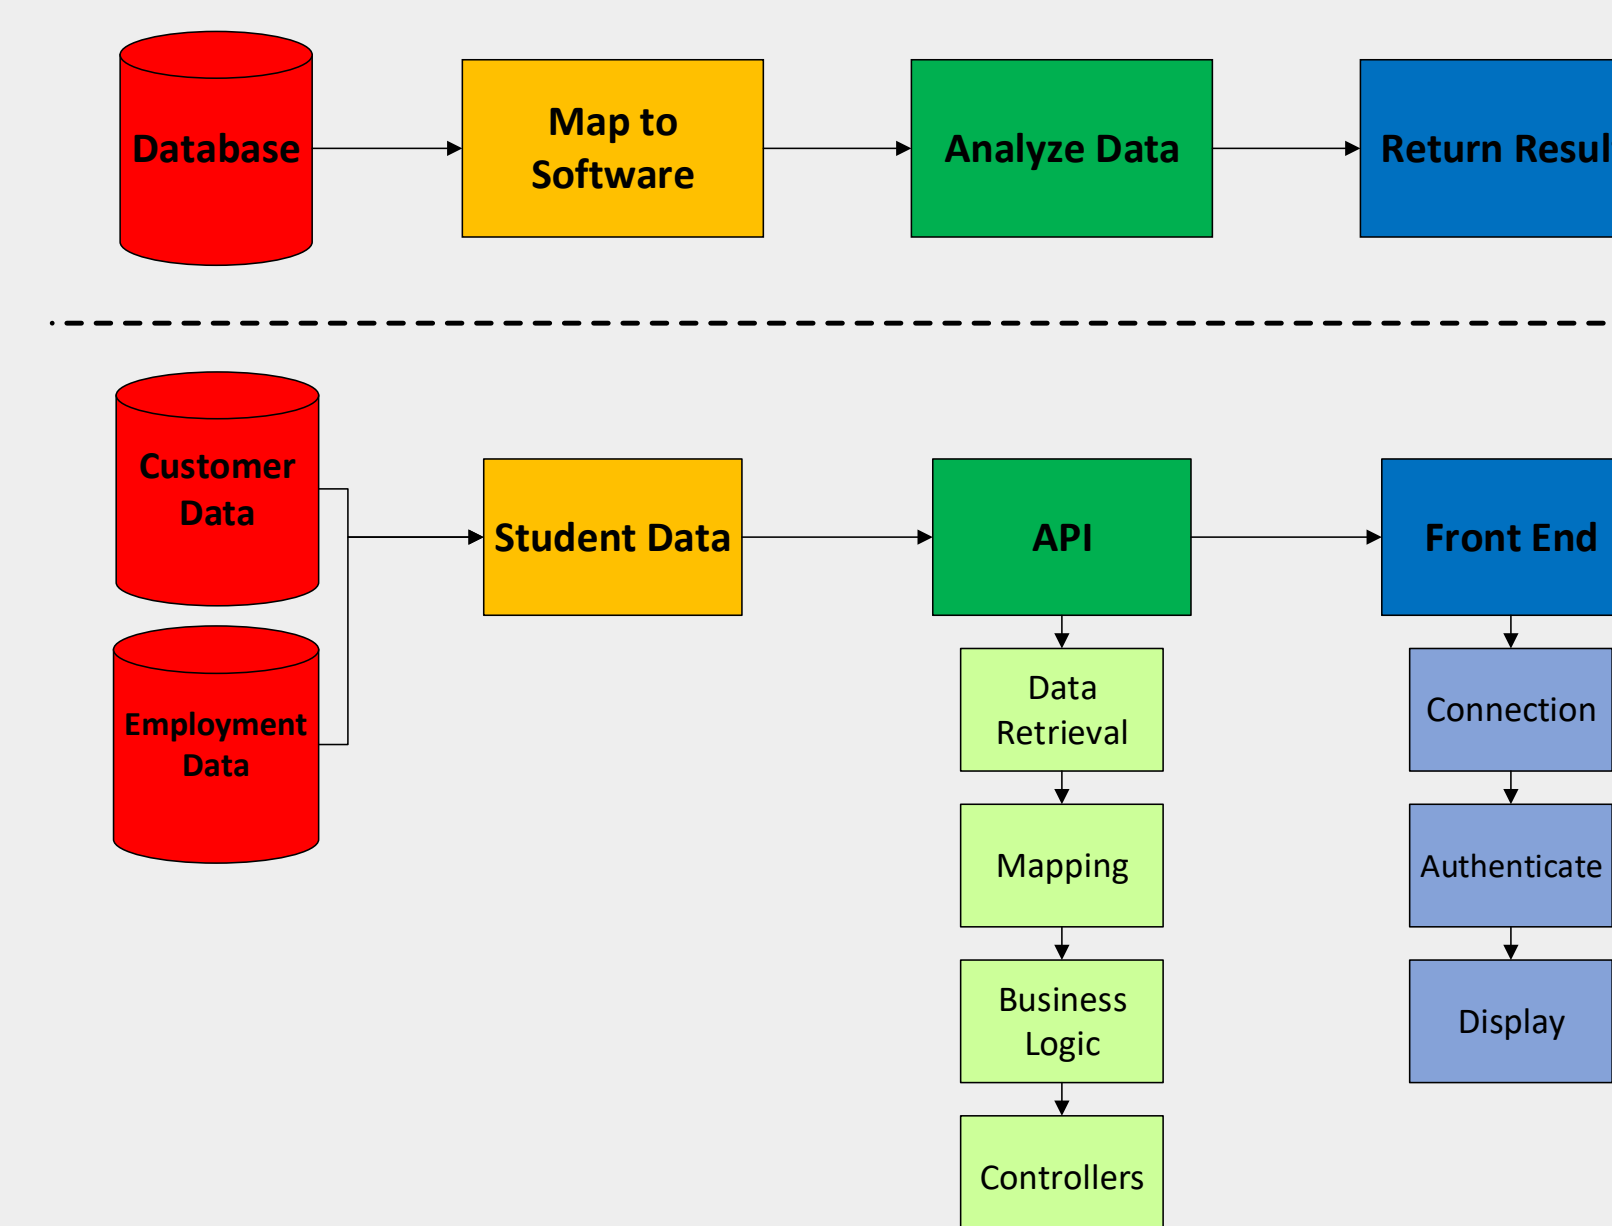 Database
Map to
Software
Analyze Data
Return Resul
Customer
Data
Student Data
API
Front End
Employment
Data
Data
Retrieval
Mapping
Business
Logic
Controllers
Connection
Authenticate
Display